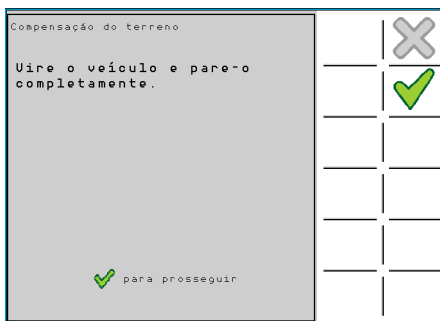 Compensação do terreno
Vire o veículo e pare-o
completamente.
para prosseguir